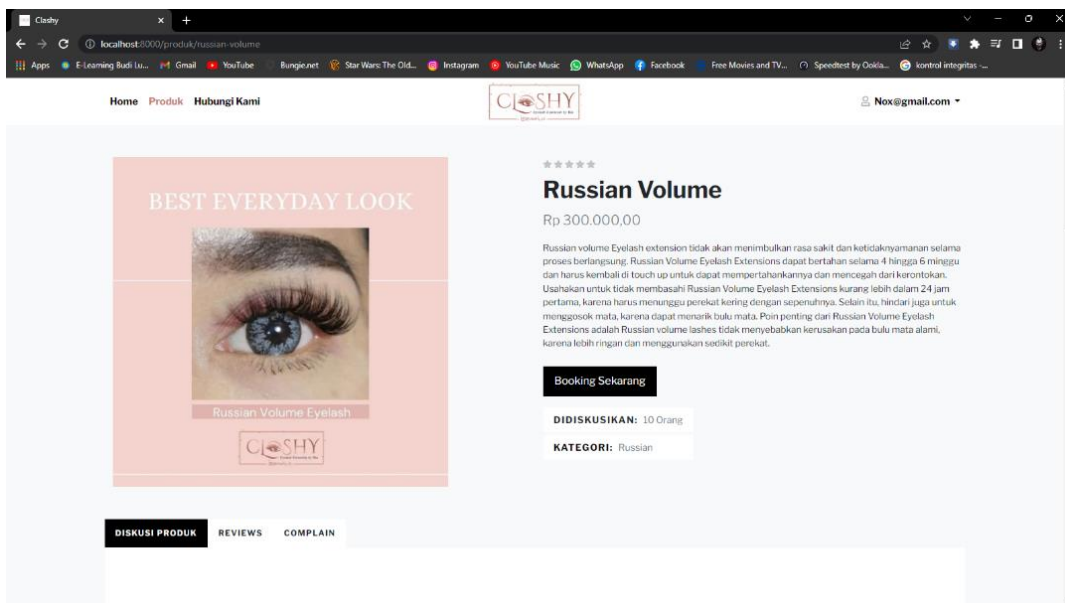 Clashy
localhost:8000/produk/russian-volume
Apps E-Learning Budi Lu... Gmail YouTube Bungie.net Star Wars: The Old... Instagram YouTube Music WhatsApp Facebook Free Movies and TV... Speedtest by Ookla... kontrol integritas -...
Home Produk Hubungi Kami
CLOSHY
Nox@gmail.com
BEST EVERYDAY LOOK
Russian Volume Eyelash
CLOSHY
Russian Volume
Rp 300.000,00
Russian volume Eyelash extension tidak akan menimbulkan rasa sakit dan ketidaknyamanan selama
proses berlangsung. Russian Volume Eyelash Extensions dapat bertahan selama 4 hingga 6 minggu
dan harus kembali di touch up untuk dapat mempertahankannya dan mencegah dari kerontokan.
Usahakan untuk tidak membasahi Russian Volume Eyelash Extensions kurang lebih dalam 24 jam
pertama, karena harus menunggu perekat kering dengan sepenuhnya. Selain itu, hindari juga untuk
menggosok mata, karena dapat menarik bulu mata. Poin penting dari Russian Volume Eyelash
Extensions adalah Russian volume lashes tidak menyebabkan kerusakan pada bulu mata alami,
karena lebih ringan dan menggunakan sedikit perekat.
Booking Sekarang
DIDISKUSIKAN: 10 Orang
KATEGORI: Russian
DISKUSI PRODUK REVIEWS COMPLAIN